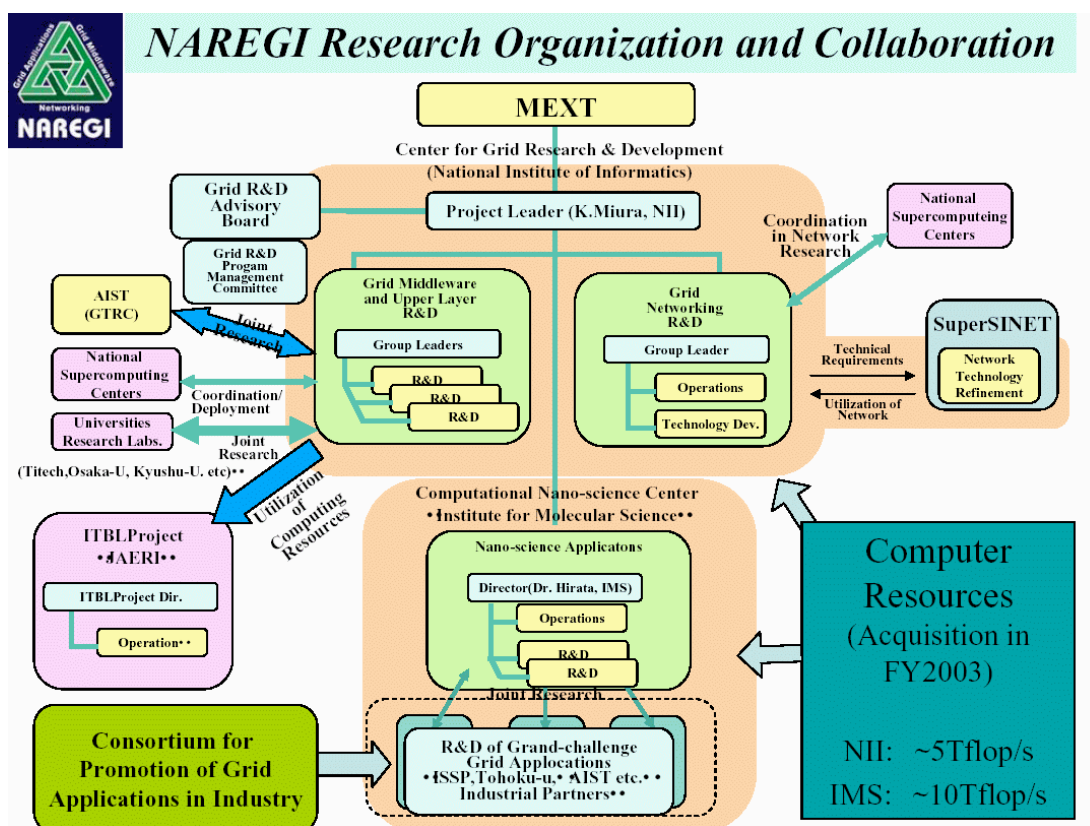 NAREGI Research Organization and Collaboration
Grid Applications
Grid Middleware
Networking
NAREGI
MEXT
Center for Grid Research & Development
(National Institute of Informatics)
Grid R&D
Advisory
Board
Project Leader (K.Miura, NII)
Grid R&D
Progam
Management
Committee
Coordination
in Network
Research
National
Supercomputeing
Centers
AIST
(GTRC)
Joint
Research
Grid Middleware
and Upper Layer
R&D
Group Leaders
R&D
R&D
R&D
Grid
Networking
R&D
Group Leader
Operations
Technology Dev.
SuperSINET
Network
Technology
Refinement
Technical
Requirements
Utilization of
Network
National
Supercomputing
Centers
Coordination/
Deployment
Universities
Research Labs.
Joint
Research
(Titech,Osaka-U, Kyushu-U. etc)••
Utilization
of
Computing
Resources
ITBLProject
••JAERI••
ITBLProject Dir.
Operation••
Computational Nano-science Center
••Institute for Molecular Science••
Nano-science Applicatons
Director(Dr. Hirata, IMS)
Operations
R&D
R&D
Joint Research
R&D of Grand-challenge
Grid Applocations
••ISSP,Tohoku-u,••AIST etc.••
Industrial Partners••
Consortium for
Promotion of Grid
Applications in Industry
Computer
Resources
(Acquisition in
FY2003)
NII: ~5Tflop/s
IMS: ~10Tflop/s